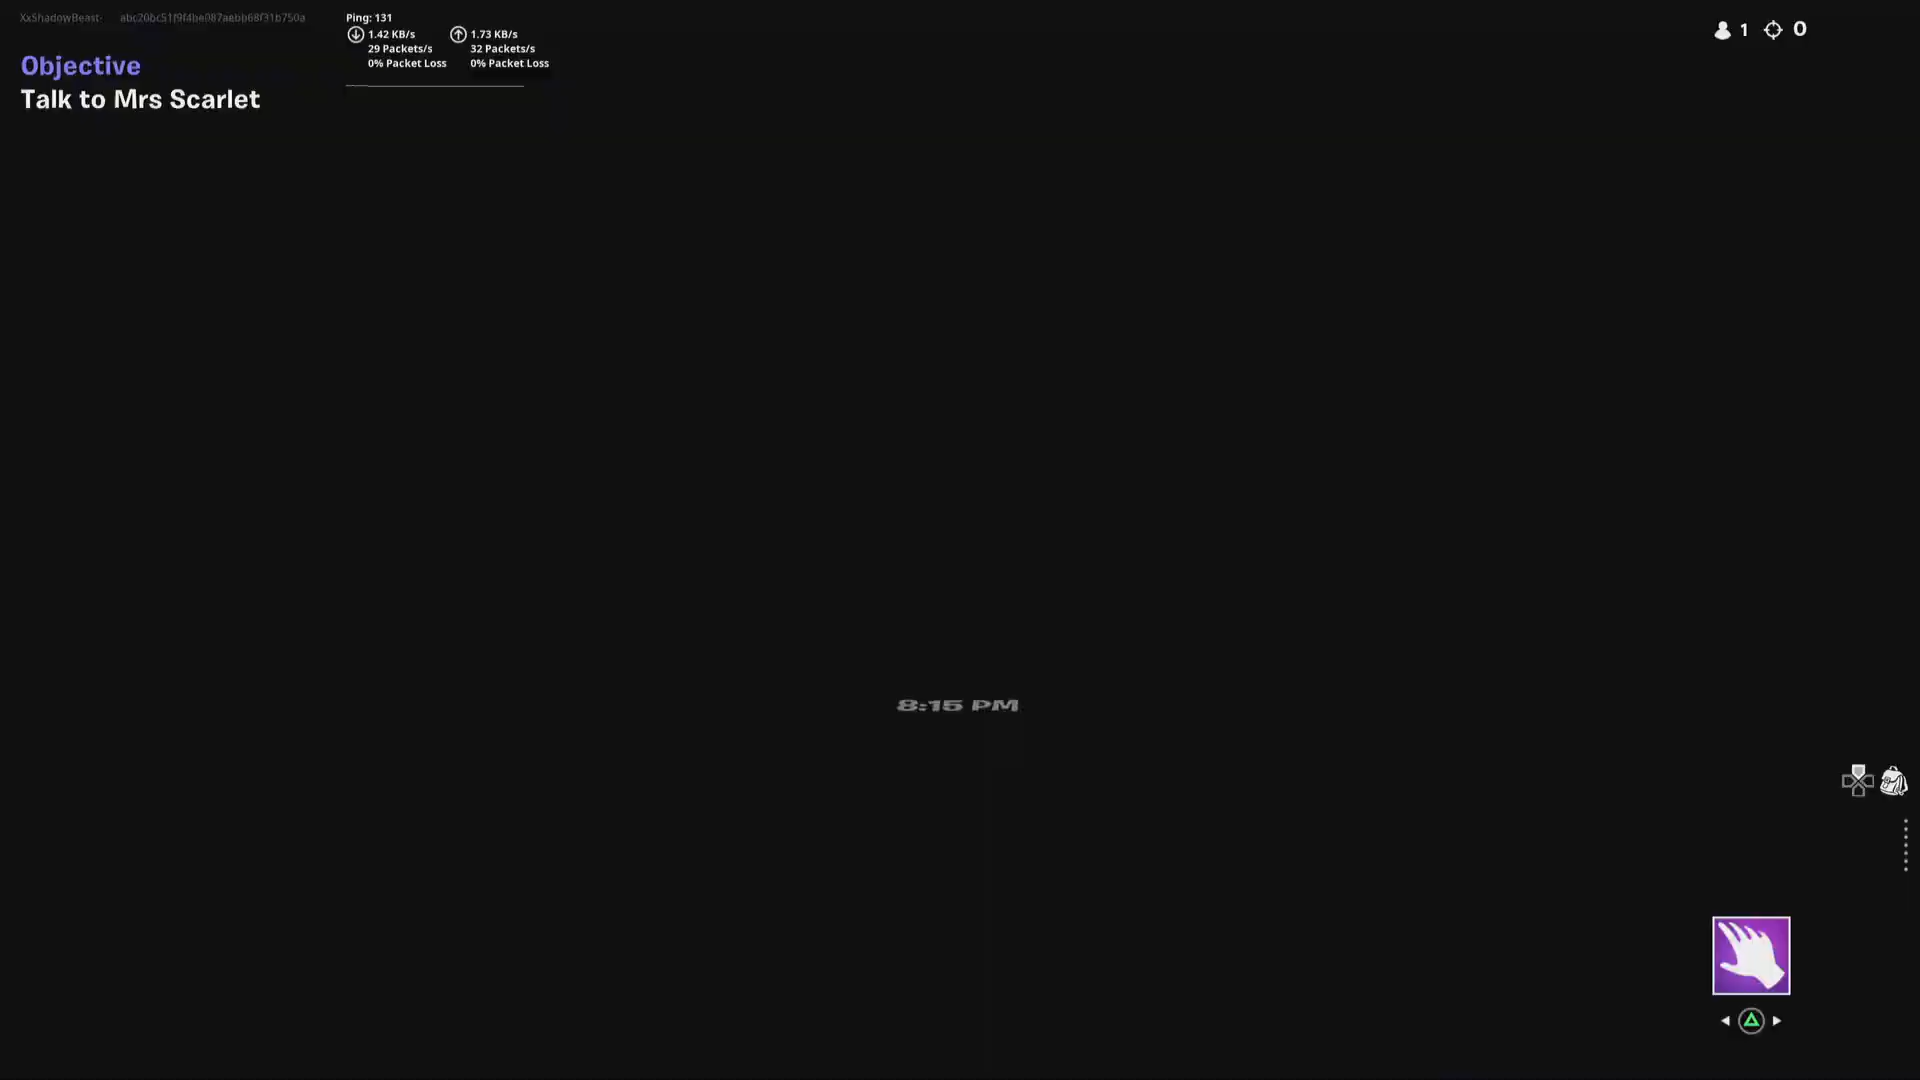 XxShadowBeast-
Ping: 131
1.42 KB/s 1.73 KB/s
29 Packets/s 32 Packets/s
0% Packet Loss 0% Packet Loss
1 0
Objective
Talk to Mrs Scarlet
8:15 PM